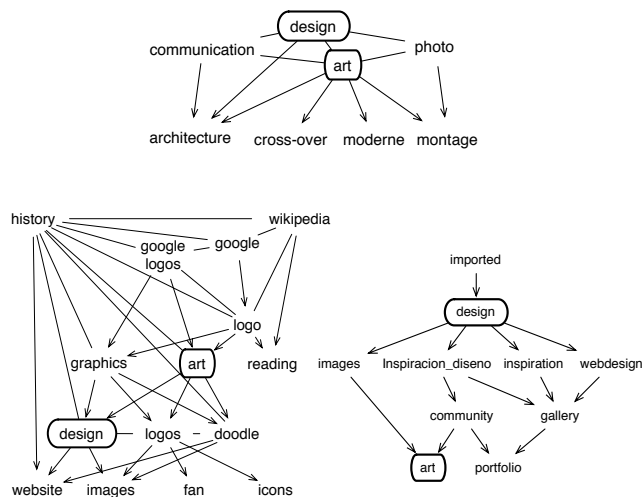 design
communication
photo
art
architecture
cross-over
moderne
montage
history
wikipedia
google
google
logos
logo
graphics
art
reading
design
logos
doodle
website
images
fan
icons
imported
design
images
Inspiracion_diseno
inspiration
webdesign
community
gallery
art
portfolio